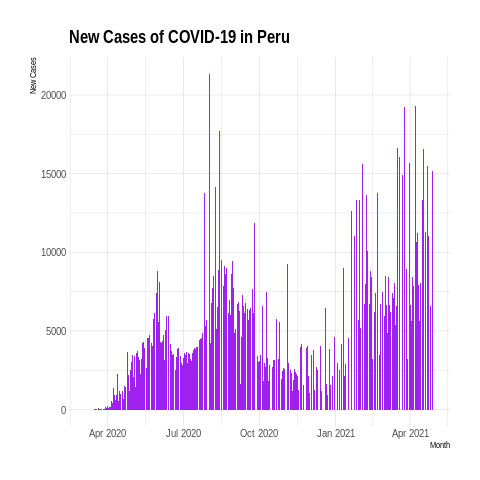 New Cases of COVID-19 in Peru
New Cases
20000
15000
10000
5000
0
Apr 2020 Jul 2020 Oct 2020 Jan 2021 Apr 2021
Month